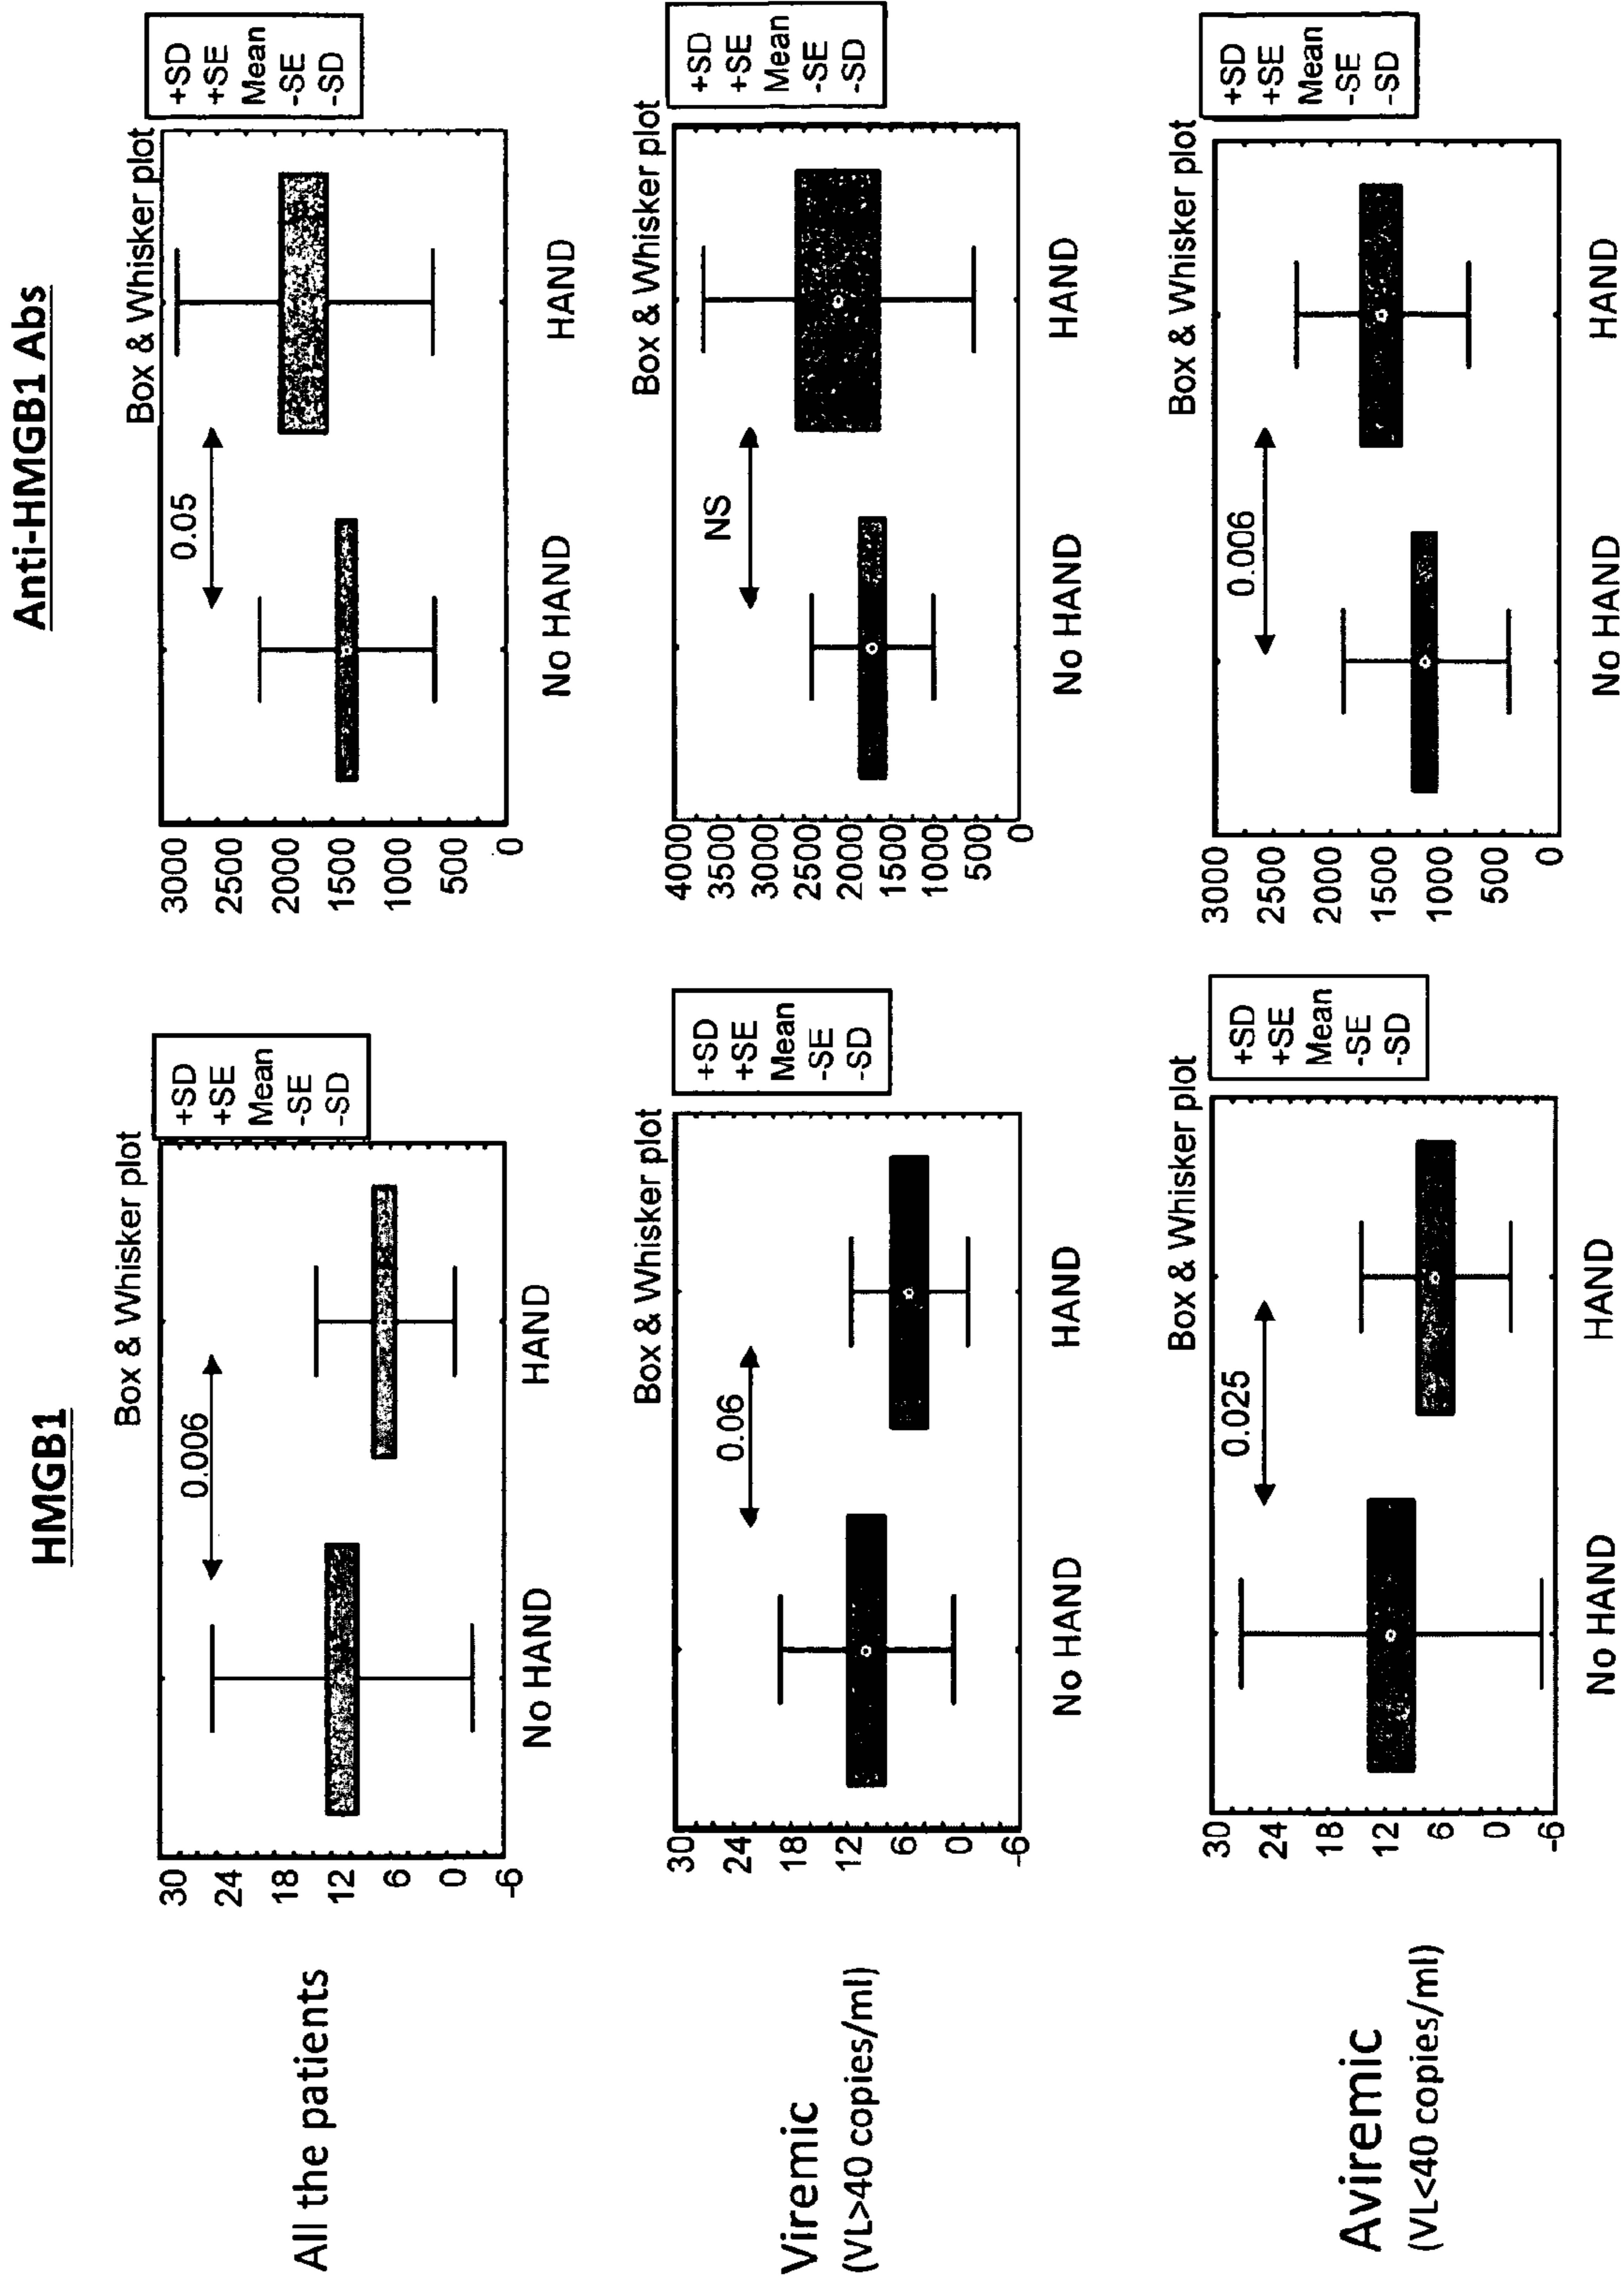 HMGB1
Anti-HMGB1 Abs
All the patients
Box & Whisker plot
30
24
18
12
6
0
-6
0.006
No HAND
HAND
+SD
+SE
Mean
-SE
-SD
Box & Whisker plot
3000
2500
2000
1500
1000
500
0
0.05
No HAND
HAND
+SD
+SE
Mean
-SE
-SD
Viremic
(VL>40 copies/ml)
Box & Whisker plot
30
24
18
12
6
0
-6
0.06
No HAND
HAND
+SD
+SE
Mean
-SE
-SD
Box & Whisker plot
4000
3500
3000
2500
2000
1500
1000
500
0
NS
No HAND
HAND
+SD
+SE
Mean
-SE
-SD
Aviremic
(VL<40 copies/ml)
Box & Whisker plot
30
24
18
12
6
0
-6
0.025
No HAND
HAND
+SD
+SE
Mean
-SE
-SD
Box & Whisker plot
3000
2500
2000
1500
1000
500
0
0.006
No HAND
HAND
+SD
+SE
Mean
-SE
-SD